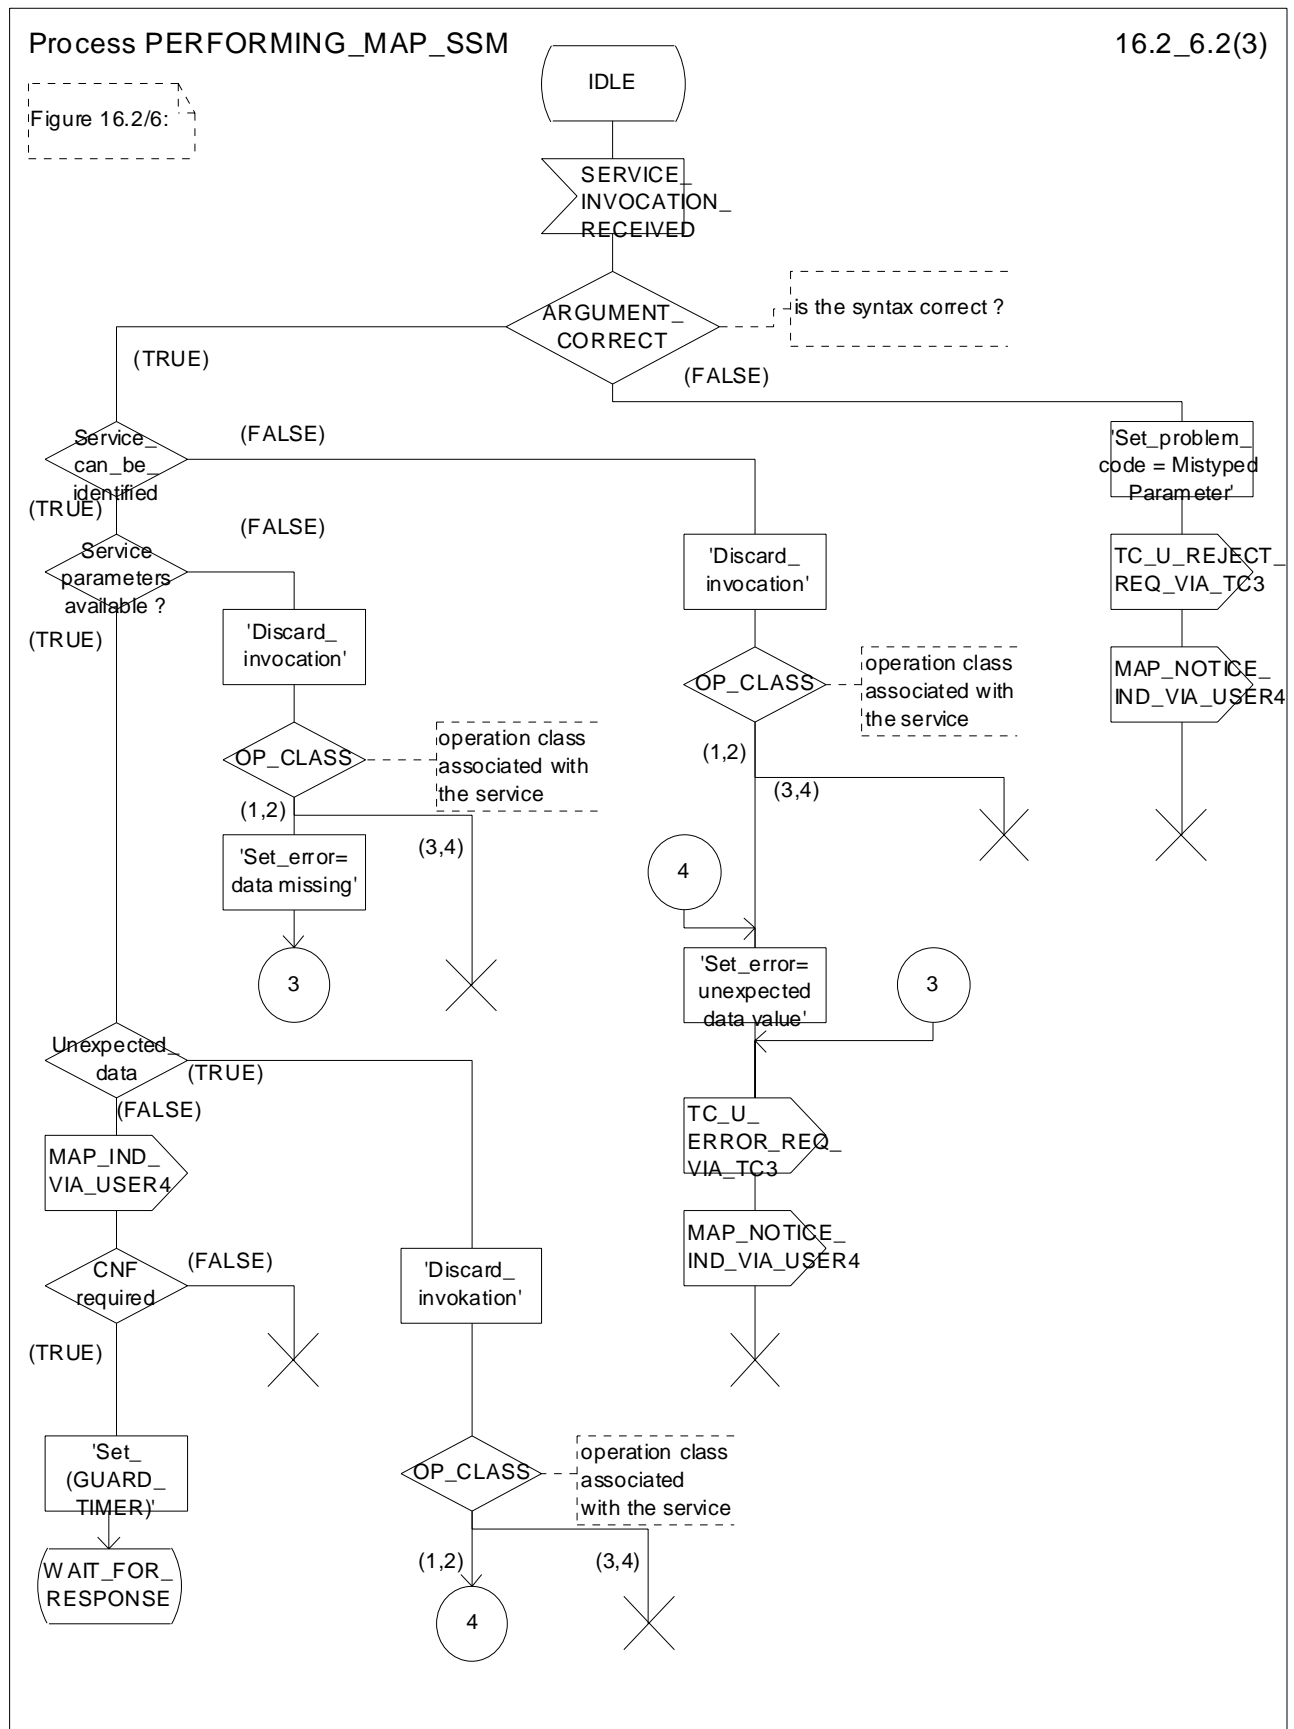 Process PERFORMING_MAP_SSM
16.2_6.2(3)
Figure 16.2/6:
IDLE
SERVICE_
INVOCATION_
RECEIVED
ARGUMENT_
CORRECT
is the syntax correct ?
(TRUE)
(FALSE)
Service_
can_be_
identified
(FALSE)
'Set_problem_
code = Mistyped
Parameter'
(TRUE)
(FALSE)
Service
parameters
available ?
'Discard_
invocation'
TC_U_REJECT_
REQ_VIA_TC3
(TRUE)
'Discard_
invocation'
OP_CLASS
operation class
associated with
the service
MAP_NOTICE_
IND_VIA_USER4
OP_CLASS
operation class
associated with
the service
(1,2)
(3,4)
(1,2)
(3,4)
'Set_error=
data missing'
4
3
'Set_error=
unexpected
data value'
3
Unexpected_
data
(TRUE)
(FALSE)
TC_U_
ERROR_REQ_
VIA_TC3
MAP_IND_
VIA_USER4
MAP_NOTICE_
IND_VIA_USER4
CNF
required
(FALSE)
'Discard_
invokation'
(TRUE)
'Set_
(GUARD_
TIMER)'
OP_CLASS
operation class
associated
with the service
(1,2)
(3,4)
WAIT_FOR_
RESPONSE
4